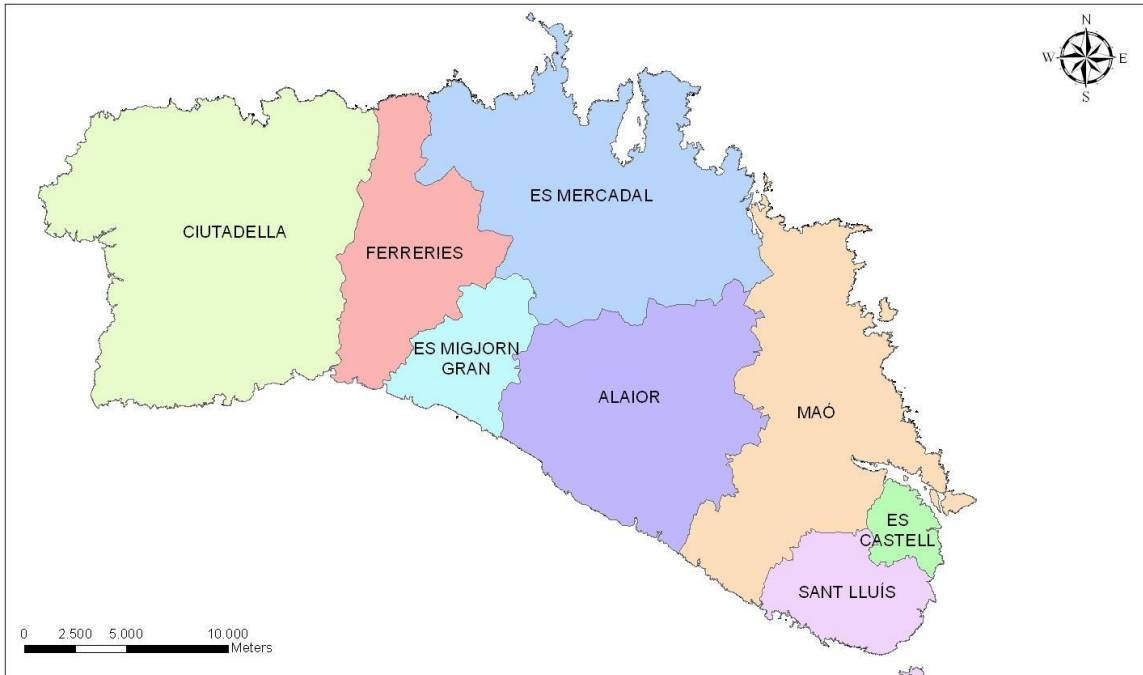 N
W E
S
ES MERCADAL
CIUTADELLA
FERRERIES
ES MIGJORN
GRAN
ALAIOR
MAÓ
ES
CASTELL
SANT LLUÍS
0 2.500 5.000 10.000
Meters